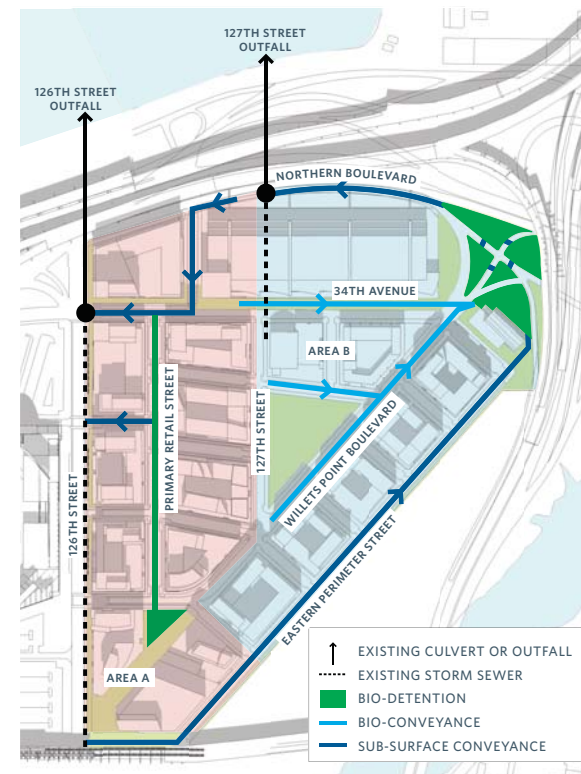 127TH STREET
OUTFALL
126TH STREET
OUTFALL
NORTHERN BOULEVARD
34TH AVENUE
AREA B
PRIMARY RETAIL STREET
127TH STREET
WILLETS POINT BOULEVARD
126TH STREET
EASTERN PERIMETER STREET
AREA A
EXISTING CULVERT OR OUTFALL
EXISTING STORM SEWER
BIO-DETENTION
BIO-CONVEYANCE
SUB-SURFACE CONVEYANCE